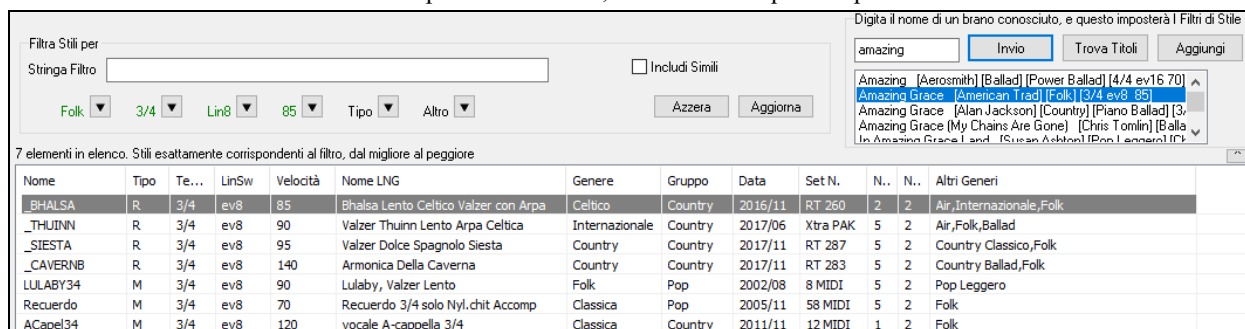 Digita il nome di un brano conosciuto, e questo imposterà I Filtri di Stile
Filtra Stili per
Stringa Filtro
Includi Simili
amazing Invio Trova Titoli Aggiungi
Folk 3/4 Lin8 85 Tipo Altro Azzera Aggiorna
Amazing [Aerosmith] [Ballad] [Power Ballad] [4/4 ev16 70]
Amazing Grace [American Trad] [Folk] [3/4 ev8 85]
Amazing Grace [Alan Jackson] [Country] [Piano Ballad] [3/
Amazing Grace (My Chains Are Gone) [Chris Tomlin] [Balla
In Amazing Grace Land [Susan Ashton] [Pop Leggero] [Ch
7 elementi in elenco. Stili esattamente corrispondenti al filtro, dal migliore al peggiore
Nome Tipo Te... LinSw Velocità Nome LNG Genere Gruppo Data Set N. N.. N.. Altri Generi
_BHALSA R 3/4 ev8 85 Bhalsa Lento Celtico Valzer con Arpa Celtico Country 2016/11 RT 260 2 2 Air,Internazionale,Folk
_THUINN R 3/4 ev8 90 Valzer Thuinn Lento Arpa Celtica Internazionale Country 2017/06 Xtra PAK 5 2 Air,Folk,Ballad
_SIESTA R 3/4 ev8 95 Valzer Dolce Spagnolo Siesta Country Country 2017/11 RT 287 5 2 Country Classico,Folk
_CAVERNB R 3/4 ev8 140 Armonica Della Caverna Country Country 2017/11 RT 283 5 2 Country Ballad,Folk
LULABY34 M 3/4 ev8 90 Lulaby, Valzer Lento Folk Pop 2002/08 8 MIDI 5 2 Pop Leggero
Recuerdo M 3/4 ev8 70 Recuerdo 3/4 solo Nyl.chit Accomp Classica Pop 2005/11 58 MIDI 5 2 Folk
ACapel34 M 3/4 ev8 120 vocale A-cappella 3/4 Classica Country 2011/11 12 MIDI 1 2 Folk